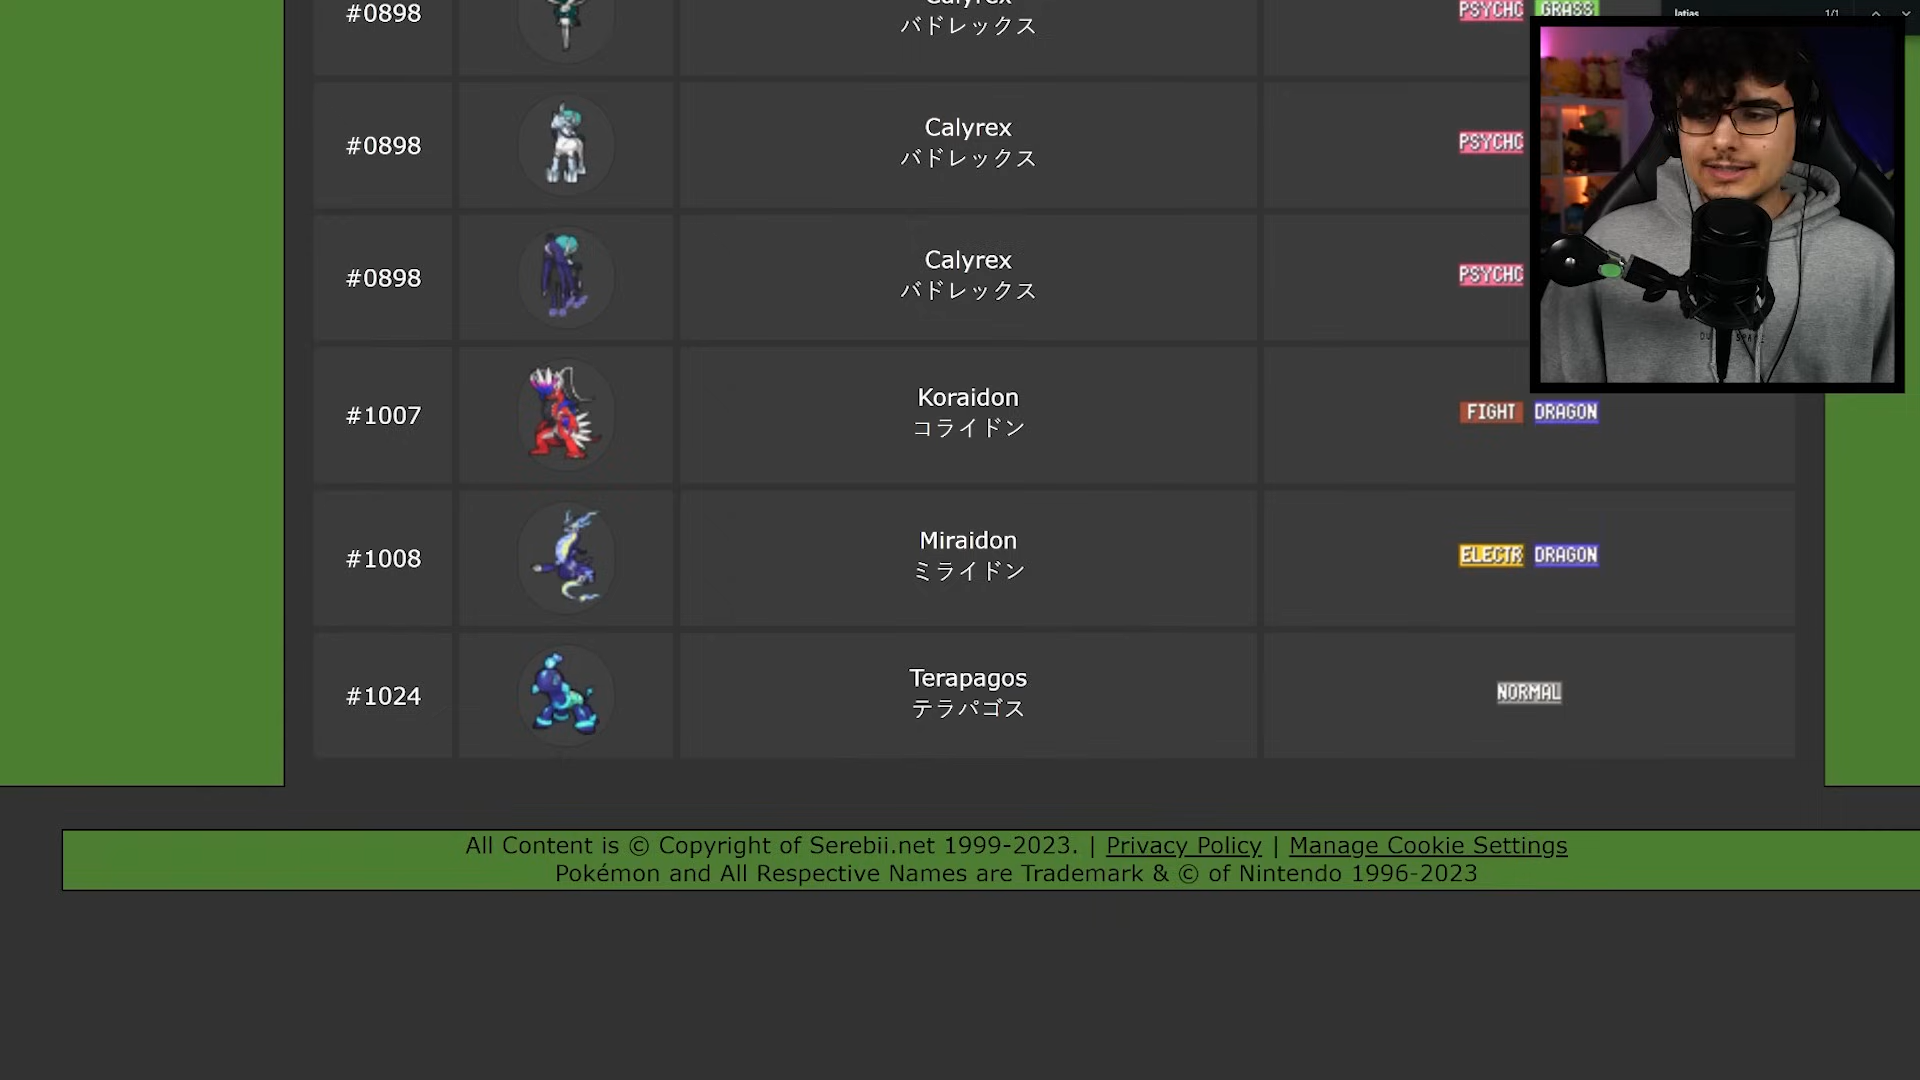 #0898
Calyrex
バドレックス
PSYCHC GRASS
latias 1/1
#0898
Calyrex
バドレックス
PSYCHC
#0898
Calyrex
バドレックス
PSYCHC
#1007
Koraidon
コライドン
FIGHT DRAGON
#1008
Miraidon
ミライドン
ELECTR DRAGON
#1024
Terapagos
テラパゴス
NORMAL
All Content is © Copyright of Serebii.net 1999-2023. | Privacy Policy | Manage Cookie Settings
Pokémon and All Respective Names are Trademark & © of Nintendo 1996-2023